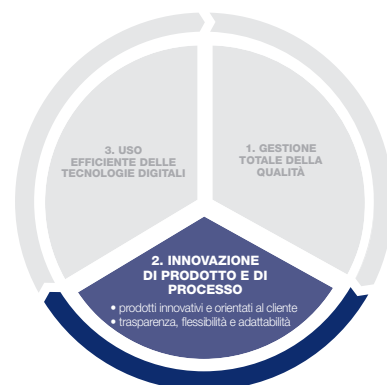 3. USO
EFFICIENTE DELLE
TECNOLOGIE DIGITALI
1. GESTIONE
TOTALE DELLA
QUALITÀ
2. INNOVAZIONE
DI PRODOTTO E DI
PROCESSO
• prodotti innovativi e orientati al cliente
• trasparenza, flessibilità e adattabilità